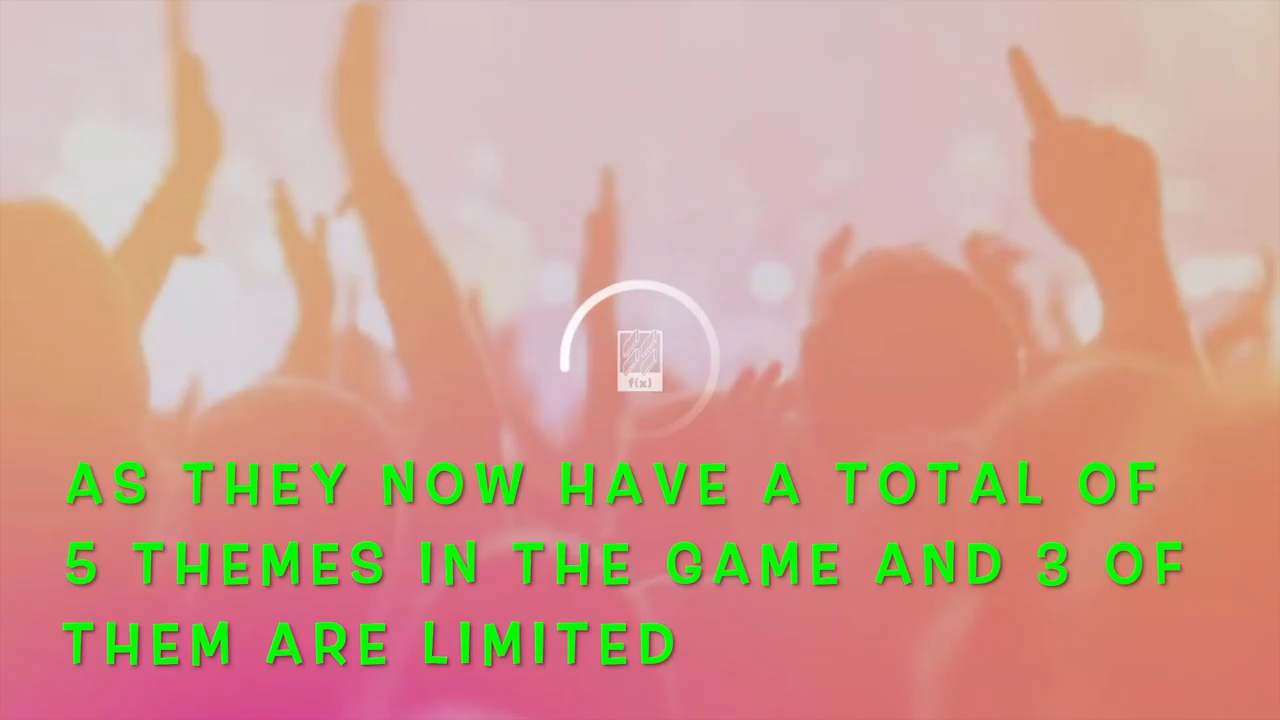 f(x)
AS THEY NOW HAVE A TOTAL OF
5 THEMES IN THE GAME AND 3 OF
THEM ARE LIMITED